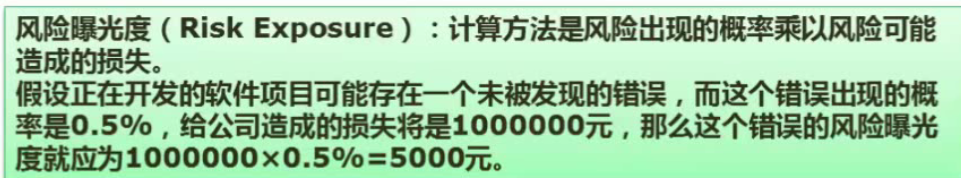 风险曝光度（Risk Exposure）：计算方法是风险出现的概率乘以风险可能
造成的损失。
假设正在开发的软件项目可能存在一个未被发现的错误，而这个错误出现的概
率是0.5%，给公司造成的损失将是1000000元，那么这个错误的风险曝光
度就应为1000000×0.5%=5000元。